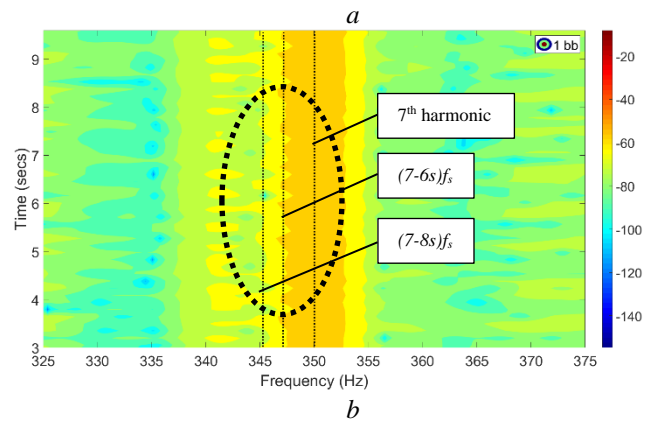 a
1 bb
9
8
7
6
5
4
3
Time (secs)
7th harmonic
(7-6s)fs
(7-8s)fs
-20
-40
-60
-80
-100
-120
-140
325 330 335 340 345 350 355 360 365 370 375
Frequency (Hz)
b